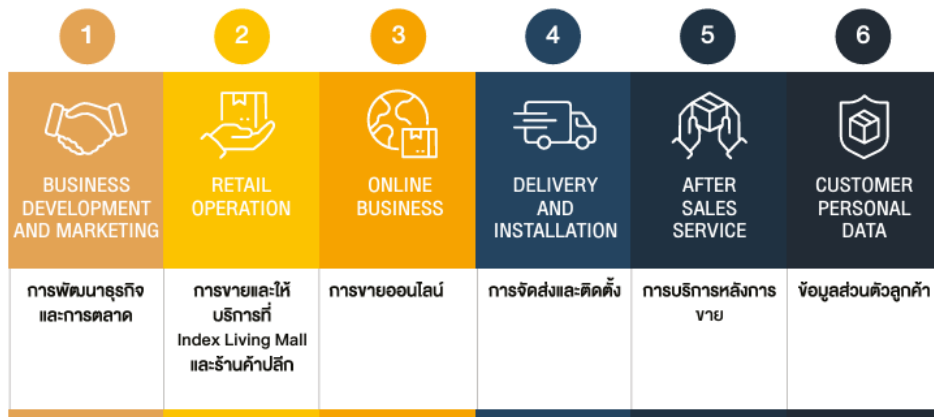 1
2
3
4
5
6
BUSINESS
DEVELOPMENT
AND MARKETING
RETAIL
OPERATION
ONLINE
BUSINESS
DELIVERY
AND
INSTALLATION
AFTER
SALES
SERVICE
CUSTOMER
PERSONAL
DATA
การพัฒนาธุรกิจ
และการตลาด
การขายและให้
บริการที่
Index Living Mall
และร้านค้าปลีก
การขายออนไลน์
การจัดส่งและติดตั้ง
การบริการหลังการ
ขาย
ข้อมูลส่วนตัวลูกค้า